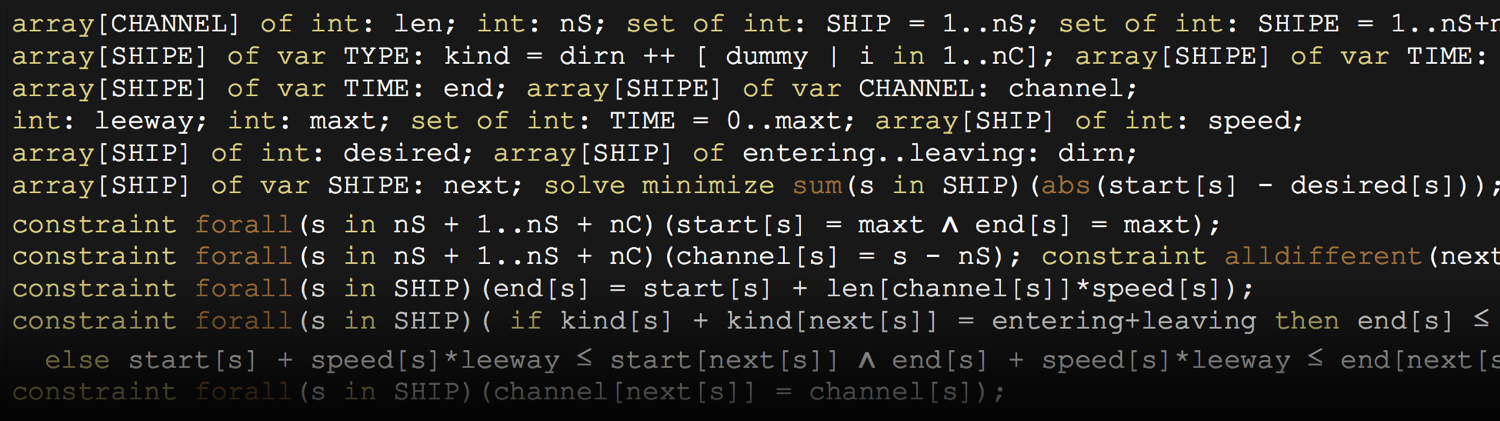 array[CHANNEL] of int: len; int: nS; set of int: SHIP = 1..nS; set of int: SHIPE = 1..nS+n
array[SHIPE] of var TYPE: kind = dirn ++ [ dummy | i in 1..nC]; array[SHIPE] of var TIME:
array[SHIPE] of var TIME: end; array[SHIPE] of var CHANNEL: channel;
int: leeway; int: maxt; set of int: TIME = 0..maxt; array[SHIP] of int: speed;
array[SHIP] of int: desired; array[SHIP] of entering..leaving: dirn;
array[SHIP] of var SHIPE: next; solve minimize sum(s in SHIP)(abs(start[s] - desired[s]));
constraint forall(s in nS + 1..nS + nC)(start[s] = maxt ∧ end[s] = maxt);
constraint forall(s in nS + 1..nS + nC)(channel[s] = s - nS); constraint alldifferent(next
constraint forall(s in SHIP)(end[s] = start[s] + len[channel[s]]*speed[s]);
constraint forall(s in SHIP)( if kind[s] + kind[next[s]] = entering+leaving then end[s] ≤
else start[s] + speed[s]*leeway ≤ start[next[s]] ∧ end[s] + speed[s]*leeway ≤ end[next[s
constraint forall(s in SHIP)(channel[next[s]] = channel[s]);